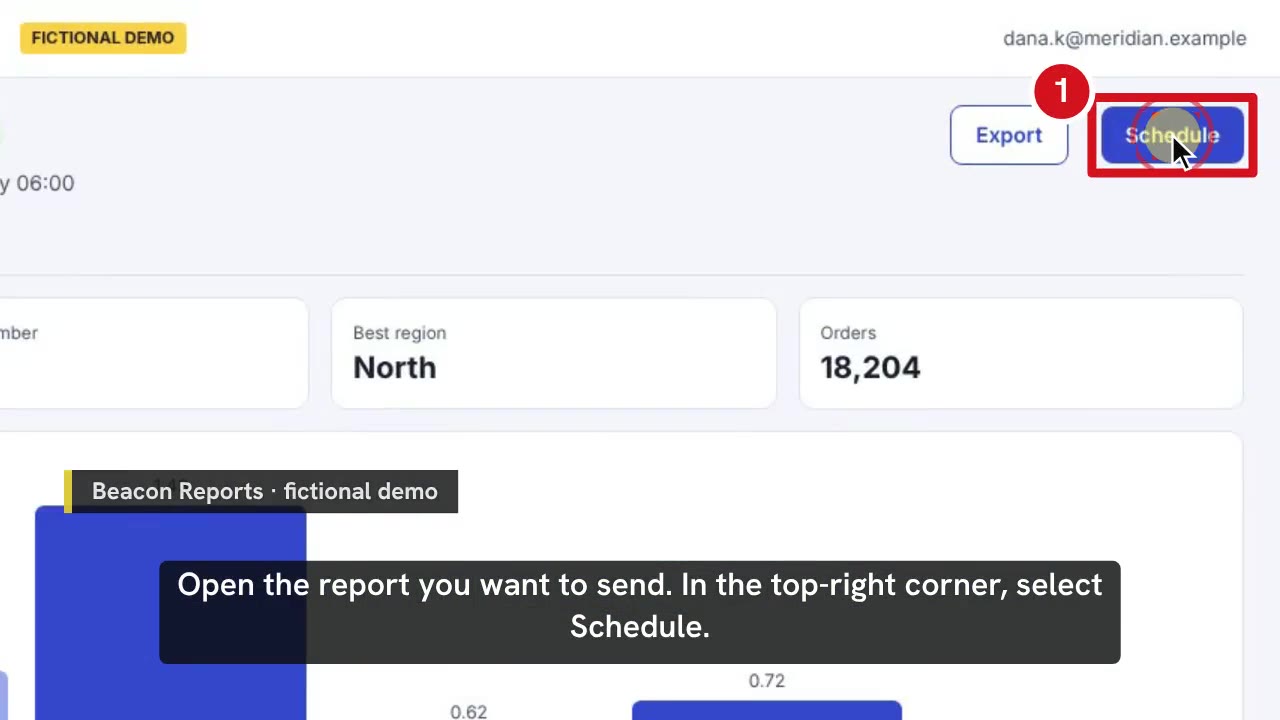 FICTIONAL DEMO
dana.k@meridian.example
1
Export
Schedule
y 06:00
mber
Best region
North
Orders
18,204
Beacon Reports · fictional demo
Open the report you want to send. In the top-right corner, select
Schedule.
0.72
0.62